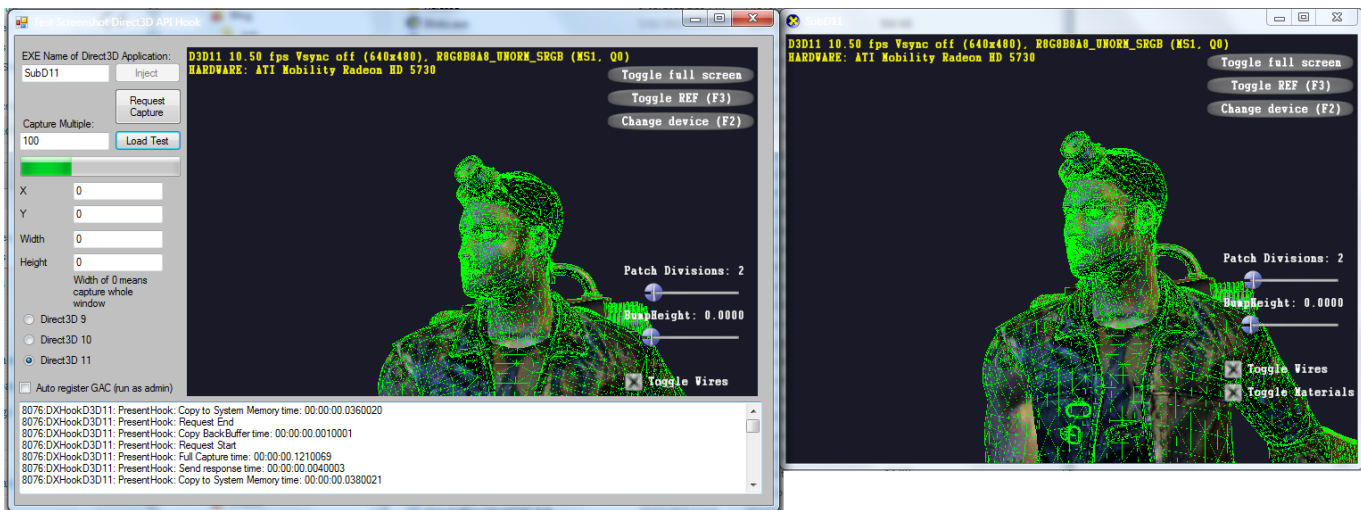 Test Screenshot Direct3D API Hook
EXE Name of Direct3D Application:
SubD11
Inject
Request
Capture
Capture Multiple:
100
Load Test
X
0
Y
0
Width
0
Height
0
Width of 0 means
capture whole
window
Direct3D 9
Direct3D 10
Direct3D 11
Auto register GAC (run as admin)
D3D11 10.50 fps Vsync off (640x480), R8G8B8A8_UNORM_SRGB (MS1, Q0)
HARDWARE: ATI Mobility Radeon HD 5730
Toggle full screen
Toggle REF (F3)
Change device (F2)
Patch Divisions: 2
BumpHeight: 0.0000
Toggle Wires
8076:DXHookD3D11: PresentHook: Copy to System Memory time: 00:00:00.0360020
8076:DXHookD3D11: PresentHook: Request End
8076:DXHookD3D11: PresentHook: Copy BackBuffer time: 00:00:00.0010001
8076:DXHookD3D11: PresentHook: Request Start
8076:DXHookD3D11: PresentHook: Full Capture time: 00:00:00.1210069
8076:DXHookD3D11: PresentHook: Send response time: 00:00:00.0040003
8076:DXHookD3D11: PresentHook: Copy to System Memory time: 00:00:00.0380021
SubD11
D3D11 10.50 fps Vsync off (640x480), R8G8B8A8_UNORM_SRGB (MS1, Q0)
HARDWARE: ATI Mobility Radeon HD 5730
Toggle full screen
Toggle REF (F3)
Change device (F2)
Patch Divisions: 2
BumpHeight: 0.0000
Toggle Wires
Toggle Materials